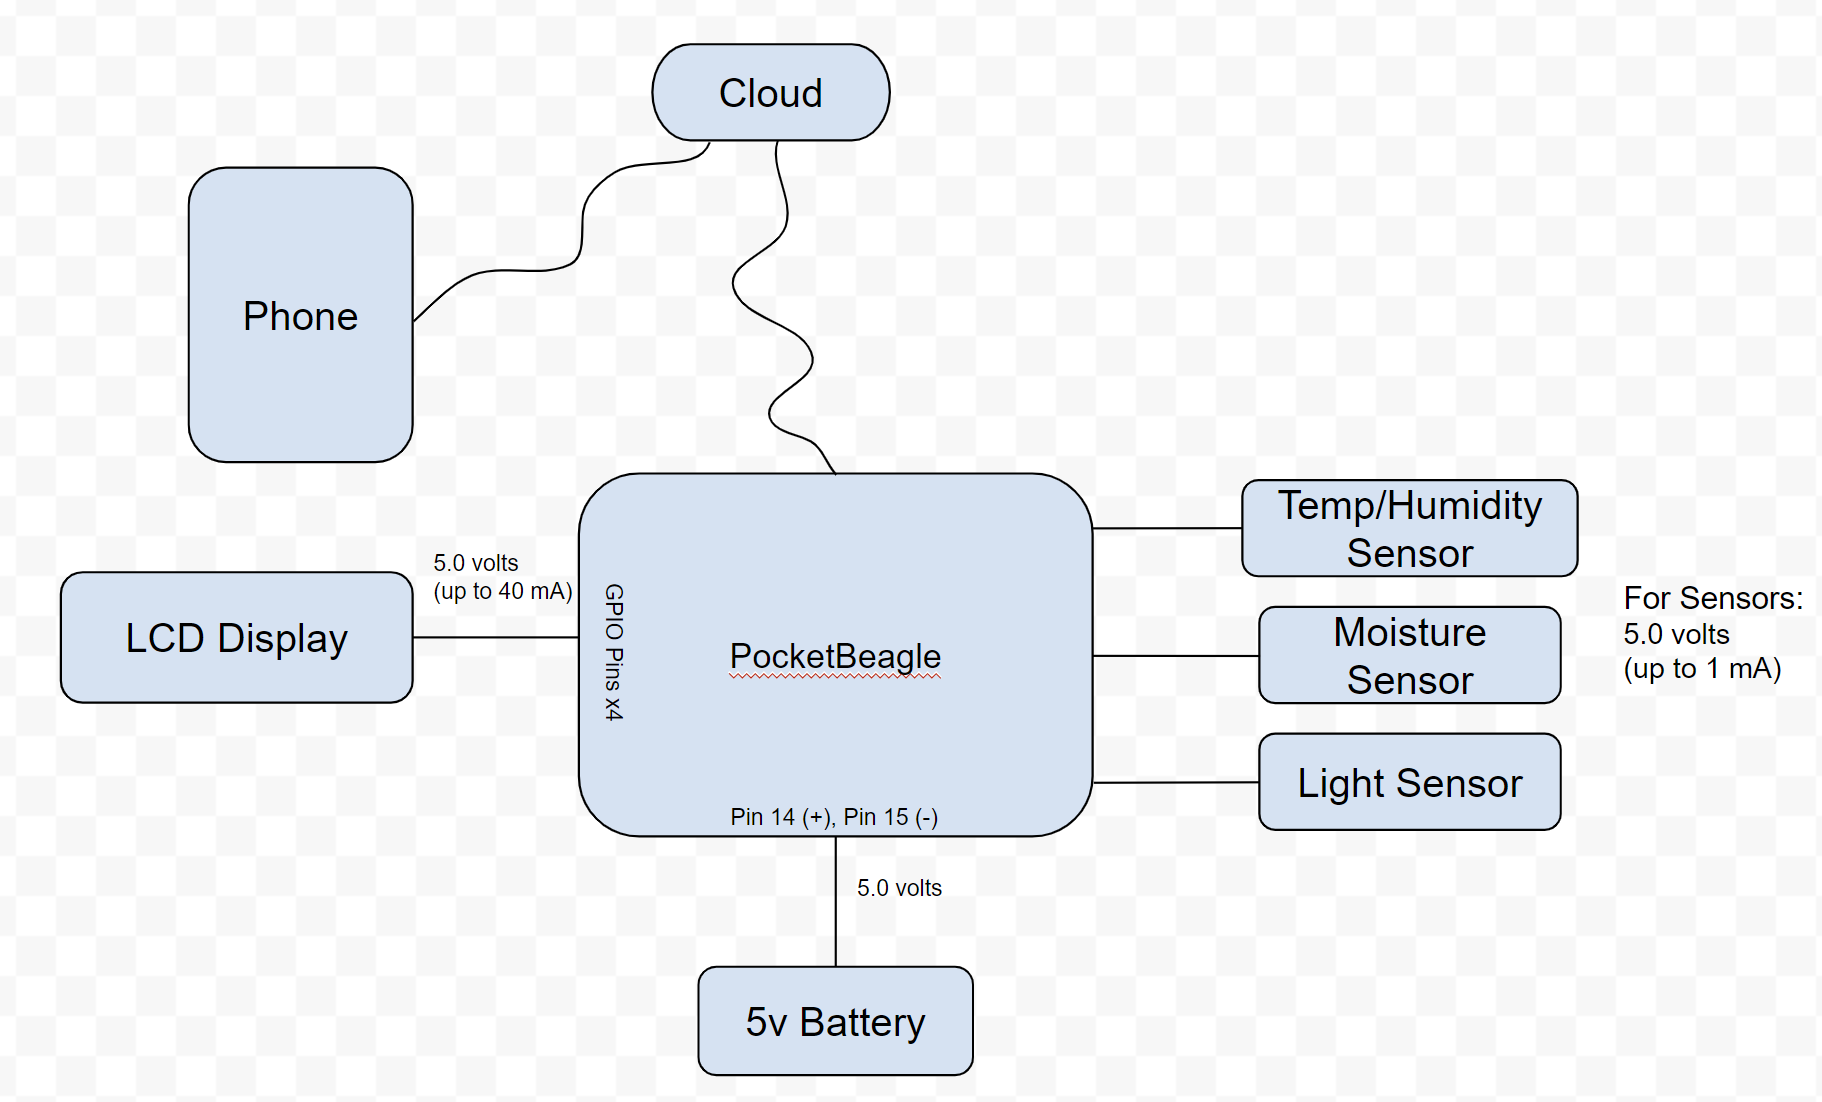 Cloud
Phone
Temp/Humidity
Sensor
5.0 volts
(up to 40 mA)
LCD Display
GPIO Pins x4
PocketBeagle
Moisture
Sensor
For Sensors:
5.0 volts
(up to 1 mA)
Light Sensor
Pin 14 (+), Pin 15 (-)
5.0 volts
5v Battery